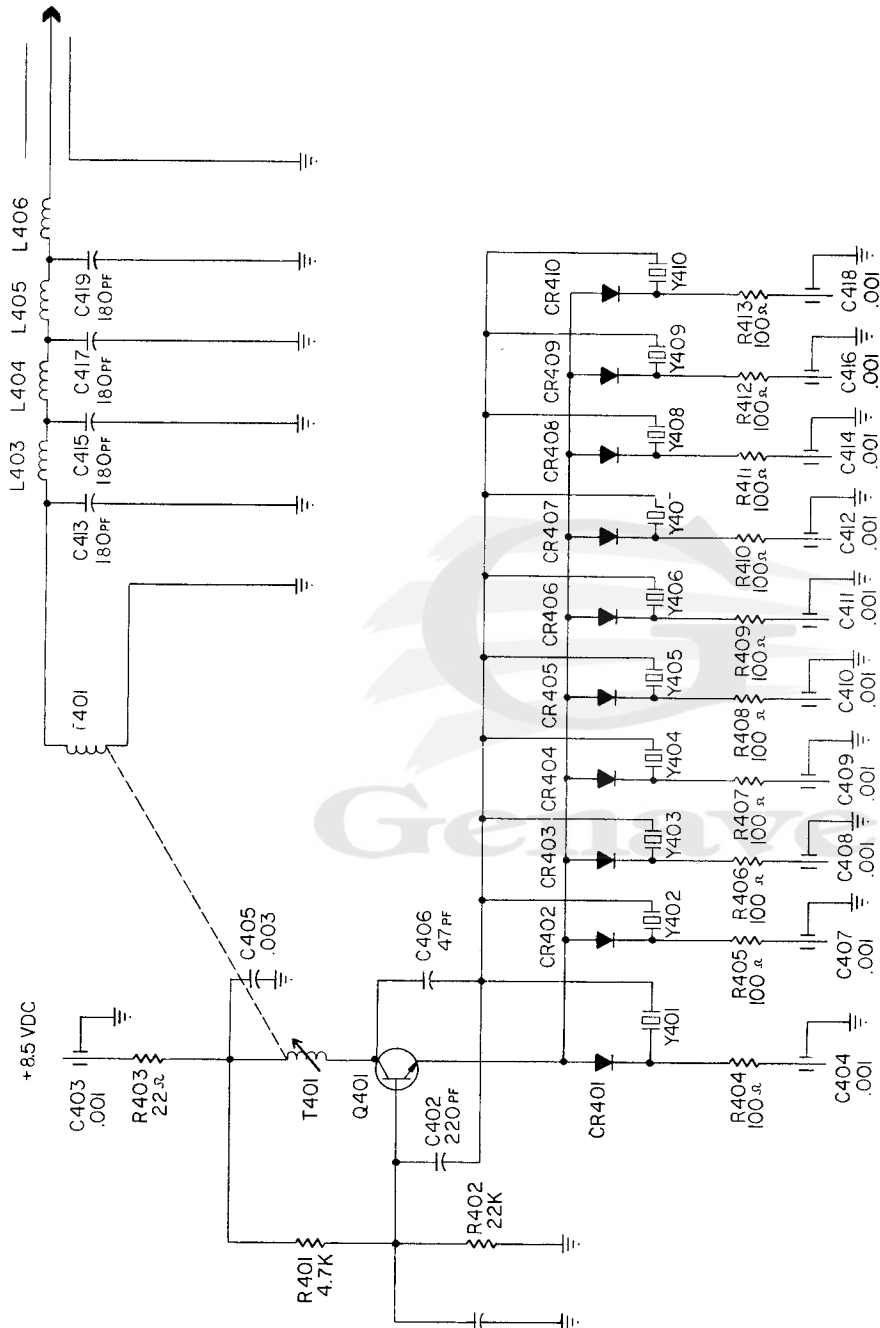 L403
L404
L405
L406
C413
180PF
C415
180PF
C417
180PF
C419
180PF
+8.5 VDC
C403
.001
R403
22Ω
C405
.003
T401
Q401
C406
47PF
C402
220PF
R401
4.7K
R402
22K
CR401
CR402
CR403
CR404
CR405
CR406
CR407
CR408
CR409
CR410
Y401
Y402
Y403
Y404
Y405
Y406
Y408
Y409
Y410
R404
100Ω
R405
100Ω
R406
100Ω
R407
100Ω
R408
100Ω
R409
100Ω
R410
100Ω
R411
100Ω
R412
100Ω
R413
100Ω
C404
.001
C407
.001
C408
.001
C409
.001
C410
.001
C411
.001
C412
.001
C414
.001
C416
.001
C418
.001
Genave